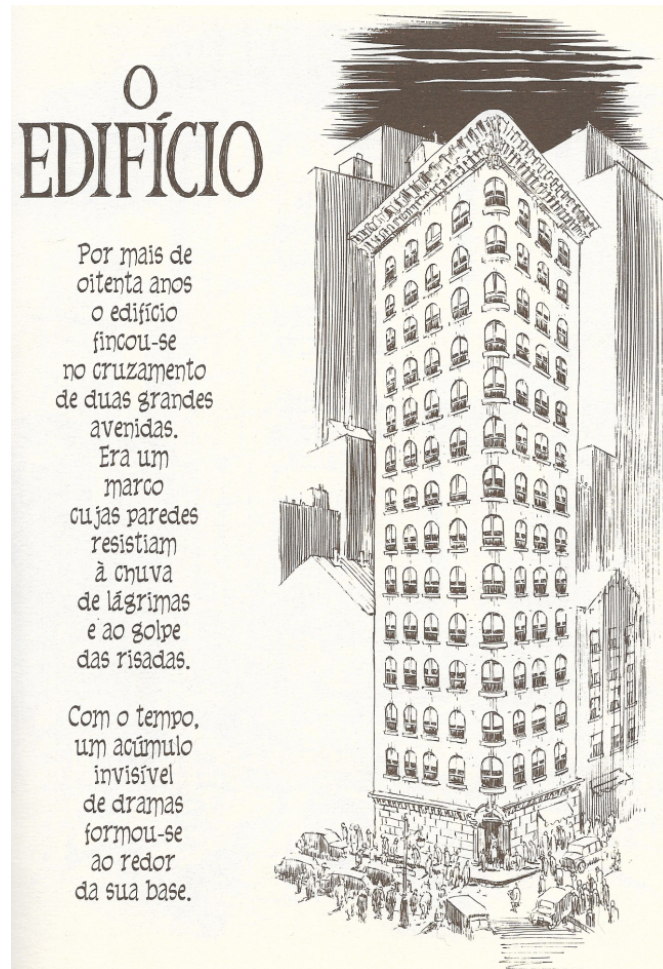 O
EDIFÍCIO
Por mais de
oitenta anos
o edifício
fincou-se
no cruzamento
de duas grandes
avenidas.
Era um
marco
cujas paredes
resistiam
à chuva
de lágrimas
e ao golpe
das risadas.
Com o tempo,
um acúmulo
invisível
de dramas
formou-se
ao redor
da sua base.